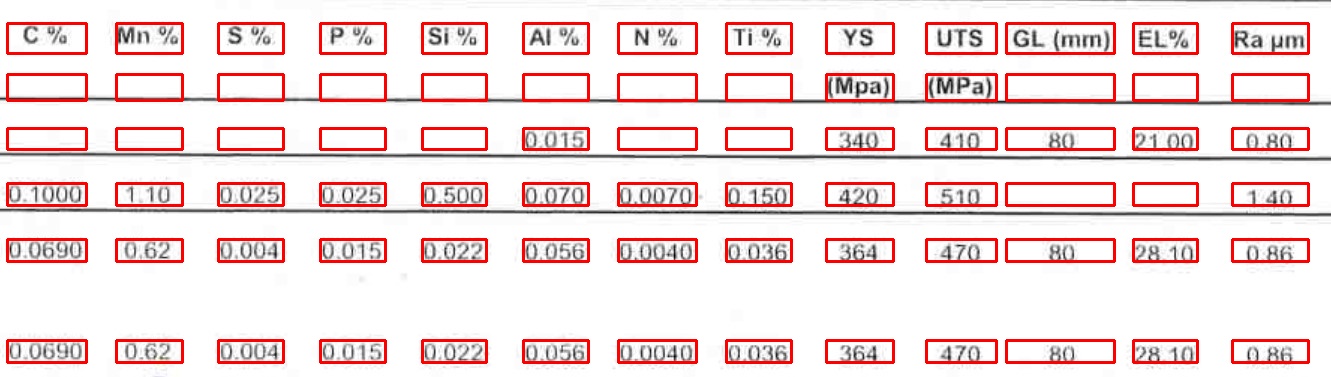 C % Mn % S % P % Si % Al % N % Ti % YS UTS GL (mm) EL% Ra µm
(Mpa) (MPa)
0.015 340 410 80 21.00 0.80
0.1000 1.10 0.025 0.025 0.500 0.070 0.0070 0.150 420 510 1.40
0.0690 0.62 0.004 0.015 0.022 0.056 0.0040 0.036 364 470 80 28.10 0.86
0.0690 0.62 0.004 0.015 0.022 0.056 0.0040 0.036 364 470 80 28.10 0.86